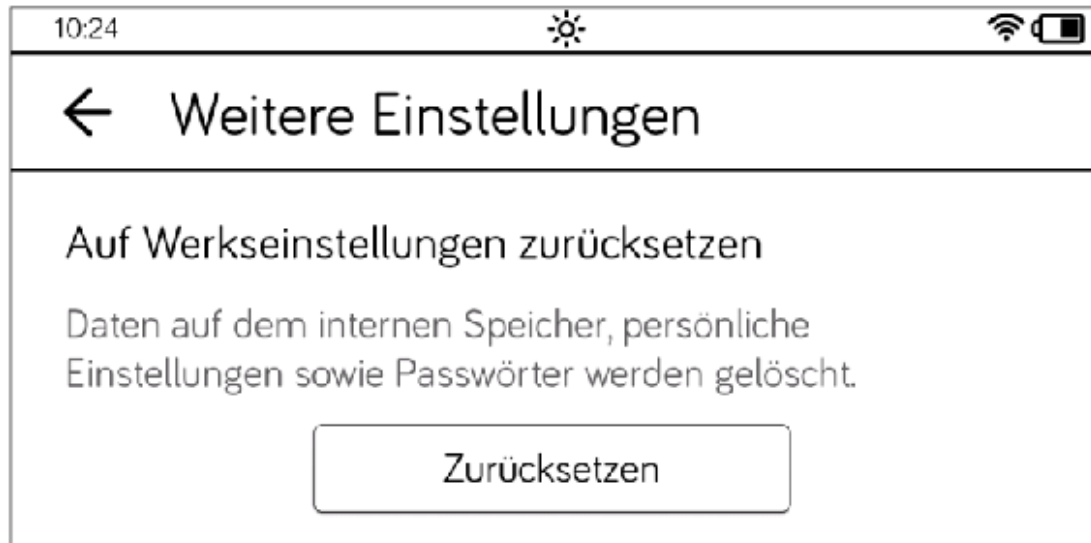 10:24
Weitere Einstellungen
Auf Werkseinstellungen zurücksetzen
Daten auf dem internen Speicher, persönliche
Einstellungen sowie Passwörter werden gelöscht.
Zurücksetzen